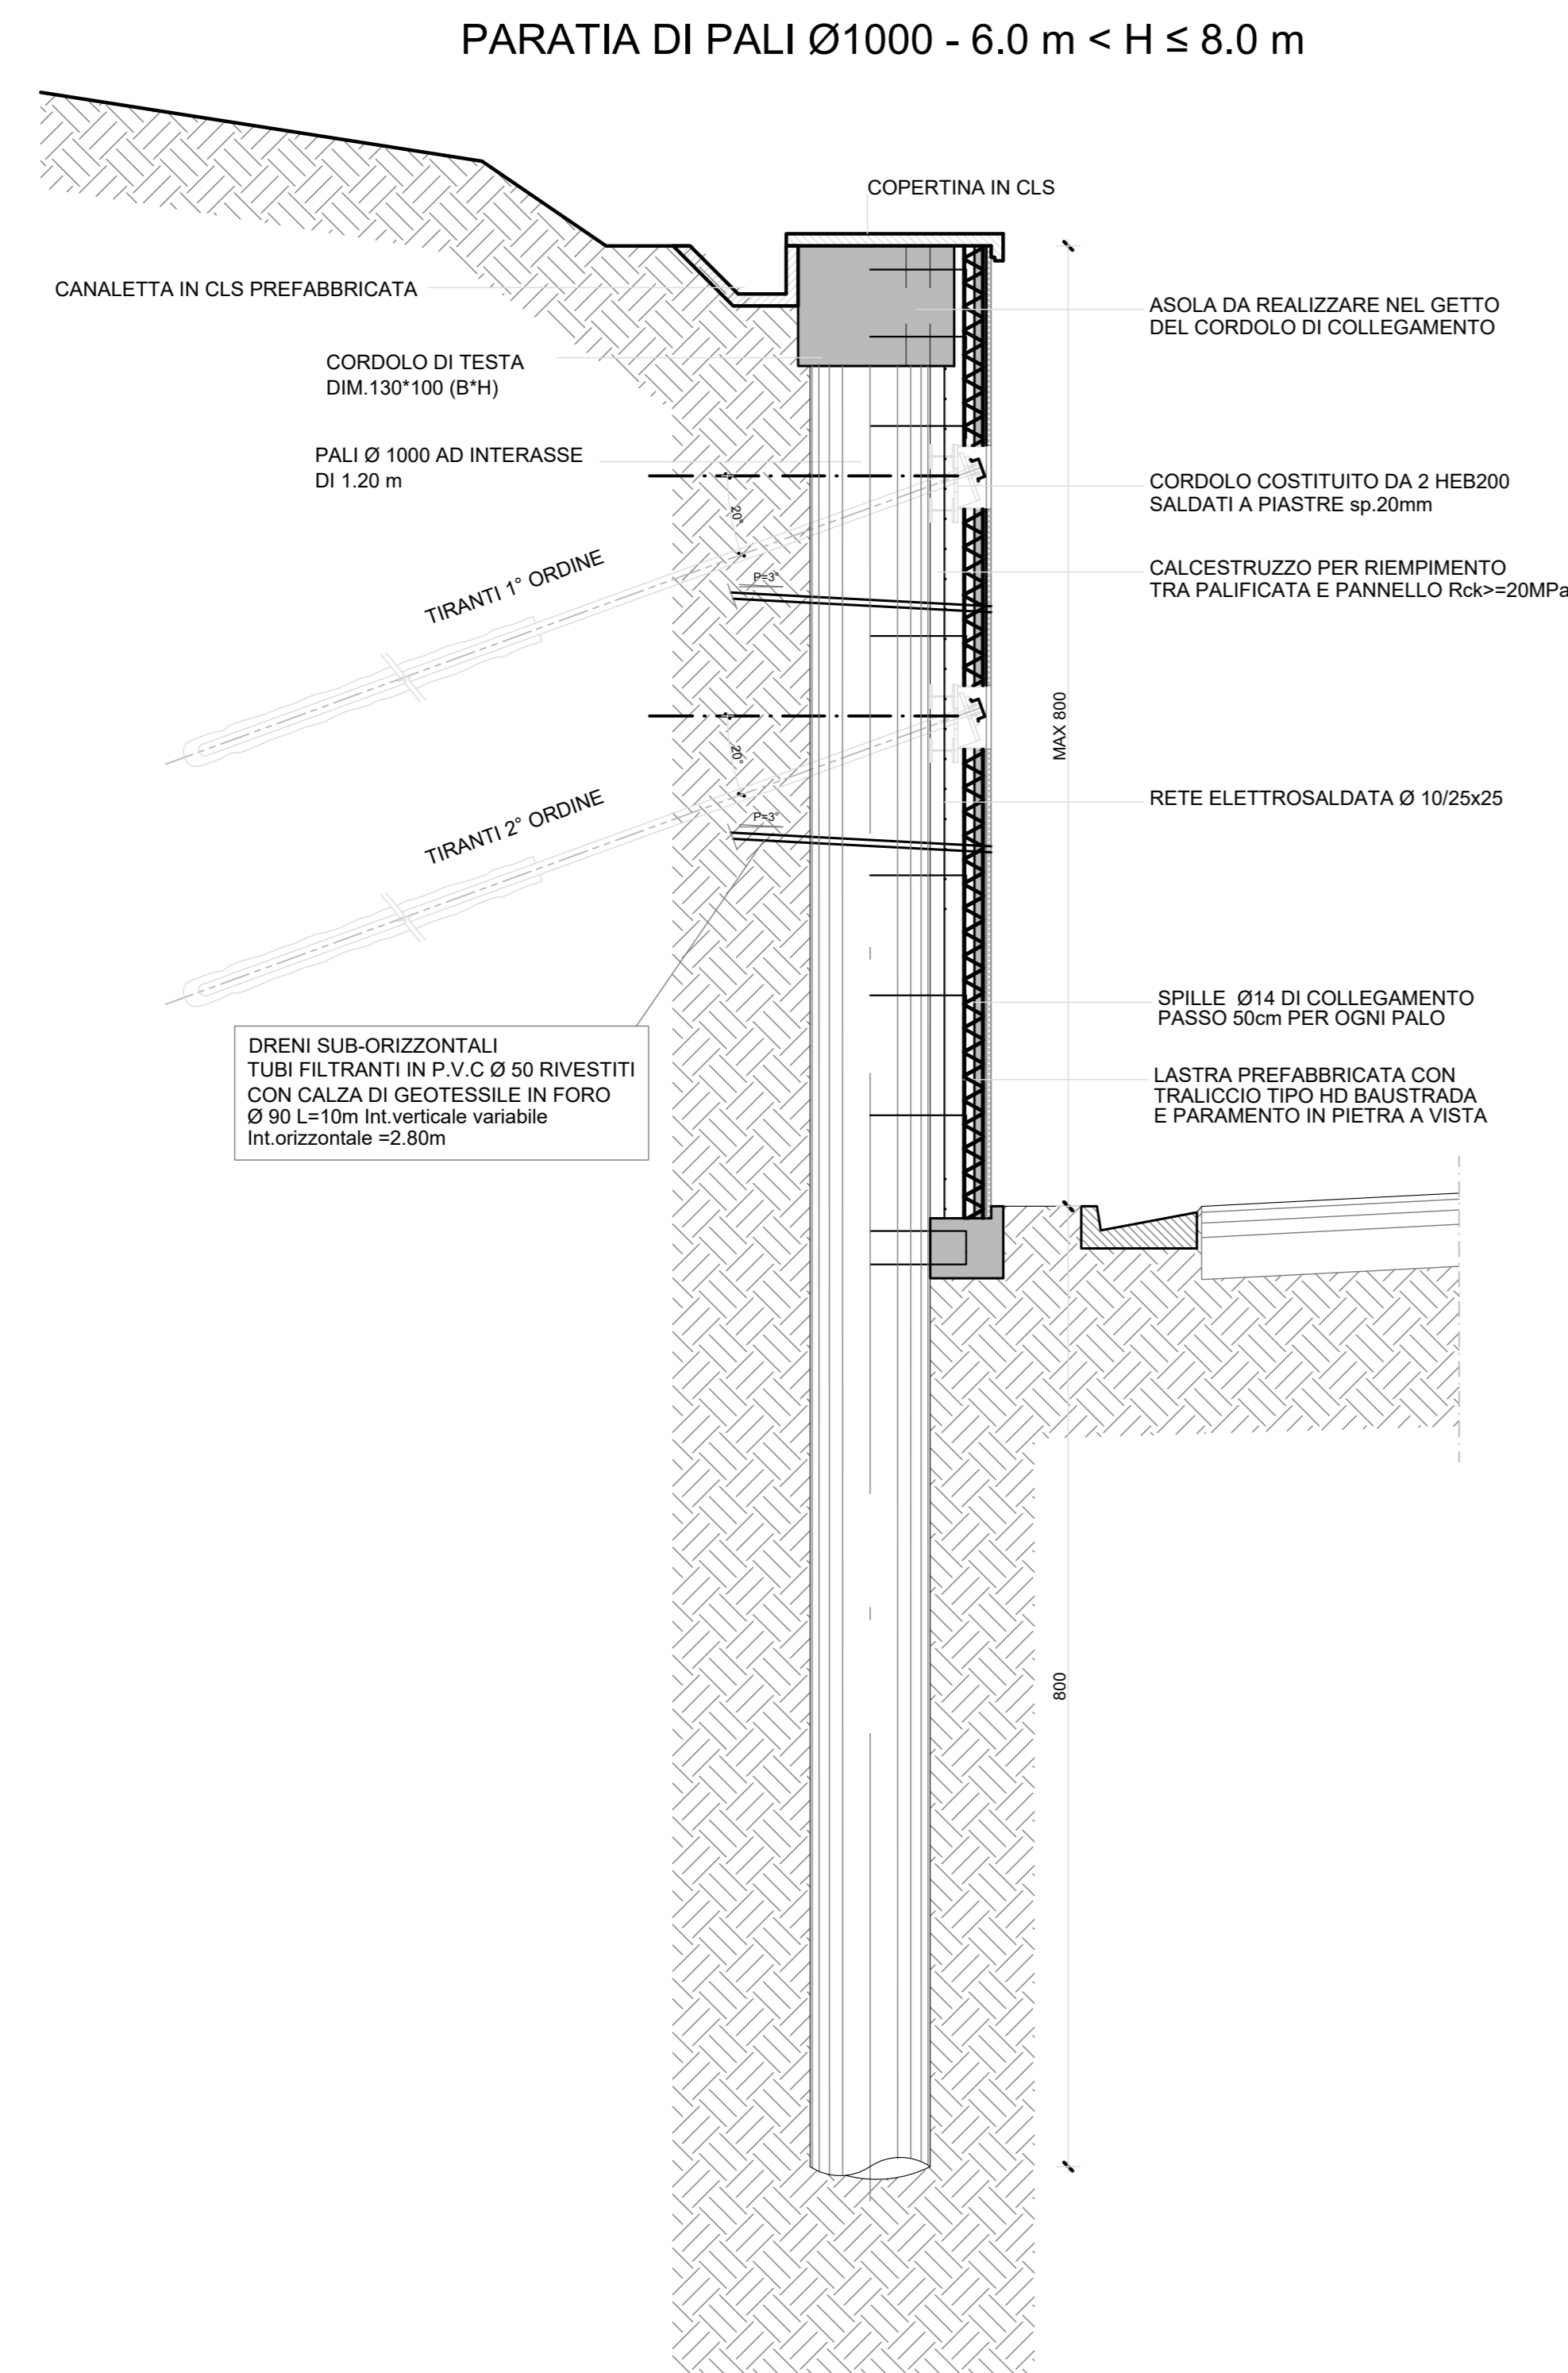 PARATIA DI PALI Ø1000 - 6.0 m < H ≤ 8.0 m
COPERTINA IN CLS
CANALETTA IN CLS PREFABBRICATA
ASOLA DA REALIZZARE NEL GETTO
DEL CORDOLO DI COLLEGAMENTO
CORDOLO DI TESTA
DIM.130*100 (B*H)
PALI Ø 1000 AD INTERASSE
DI 1.20 m
CORDOLO COSTITUITO DA 2 HEB200
SALDATI A PIASTRE sp.20mm
20°
CALCESTRUZZO PER RIEMPIMENTO
TRA PALIFICATA E PANNELLO Rck>=20MPa
TIRANTI 1° ORDINE
P=3°
MAX 800
20°
RETE ELETTROSALDATA Ø 10/25x25
TIRANTI 2° ORDINE
P=3°
SPILLE Ø14 DI COLLEGAMENTO
PASSO 50cm PER OGNI PALO
DRENI SUB-ORIZZONTALI
TUBI FILTRANTI IN P.V.C Ø 50 RIVESTITI
CON CALZA DI GEOTESSILE IN FORO
Ø 90 L=10m Int.verticale variabile
Int.orizzontale =2.80m
LASTRA PREFABBRICATA CON
TRALICCIO TIPO HD BAUSTRADA
E PARAMENTO IN PIETRA A VISTA
800